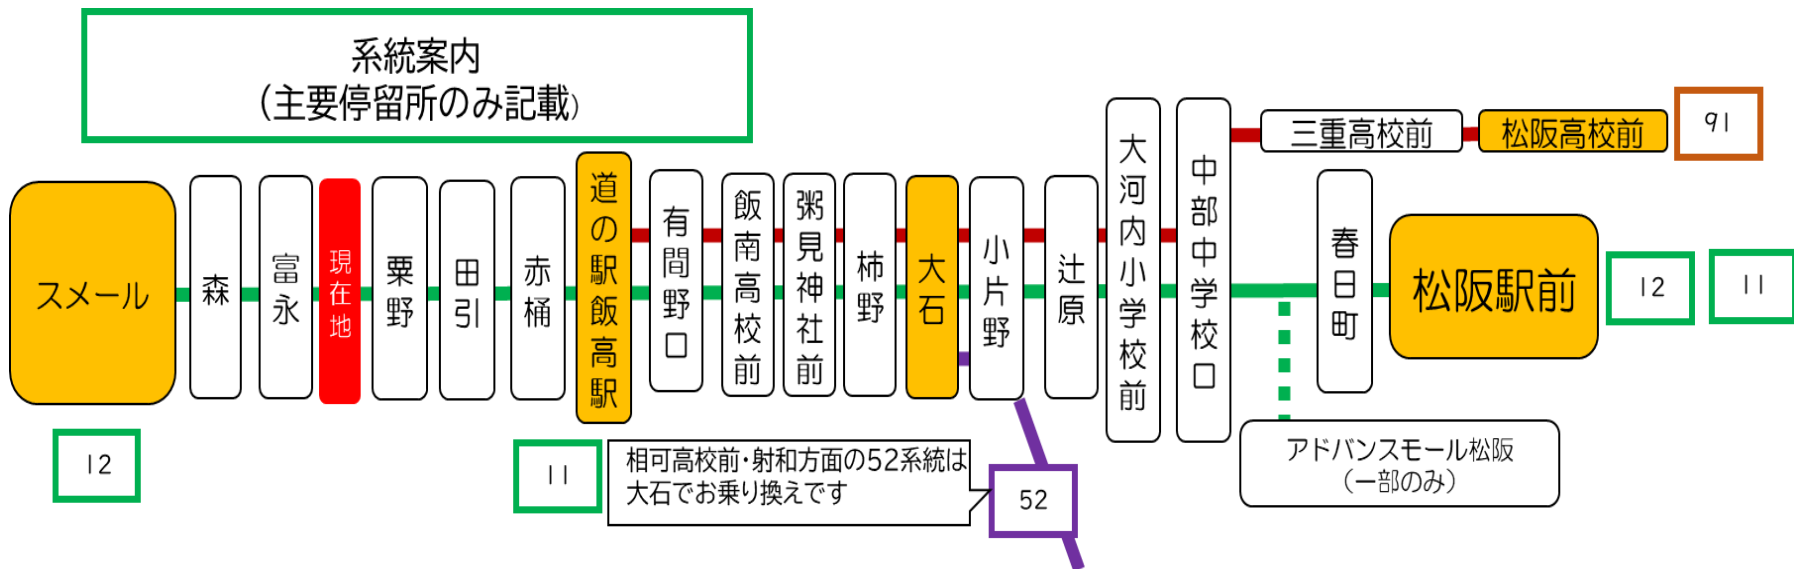 系統案内
（主要停留所のみ記載）
スメール
森
富永
現在地
粟野
田引
赤桶
道の駅飯高駅
有間野口
飯南高校前
粥見神社前
柿野
大石
小片野
辻原
大河内小学校前
中部中学校口
三重高校前
松阪高校前
91
春日町
松阪駅前
12
11
12
11
相可高校前・射和方面の52系統は
大石でお乗り換えです
52
アドバンスモール松阪
（一部のみ）